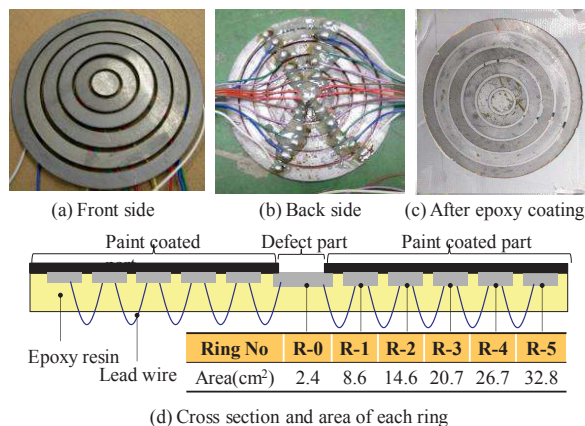 (a) Front side
(b) Back side
(c) After epoxy coating
Paint coated
Defect part
Paint coated part
Epoxy resin
Lead wire
Ring No R-0 R-1 R-2 R-3 R-4 R-5
Area(cm²) 2.4 8.6 14.6 20.7 26.7 32.8
(d) Cross section and area of each ring